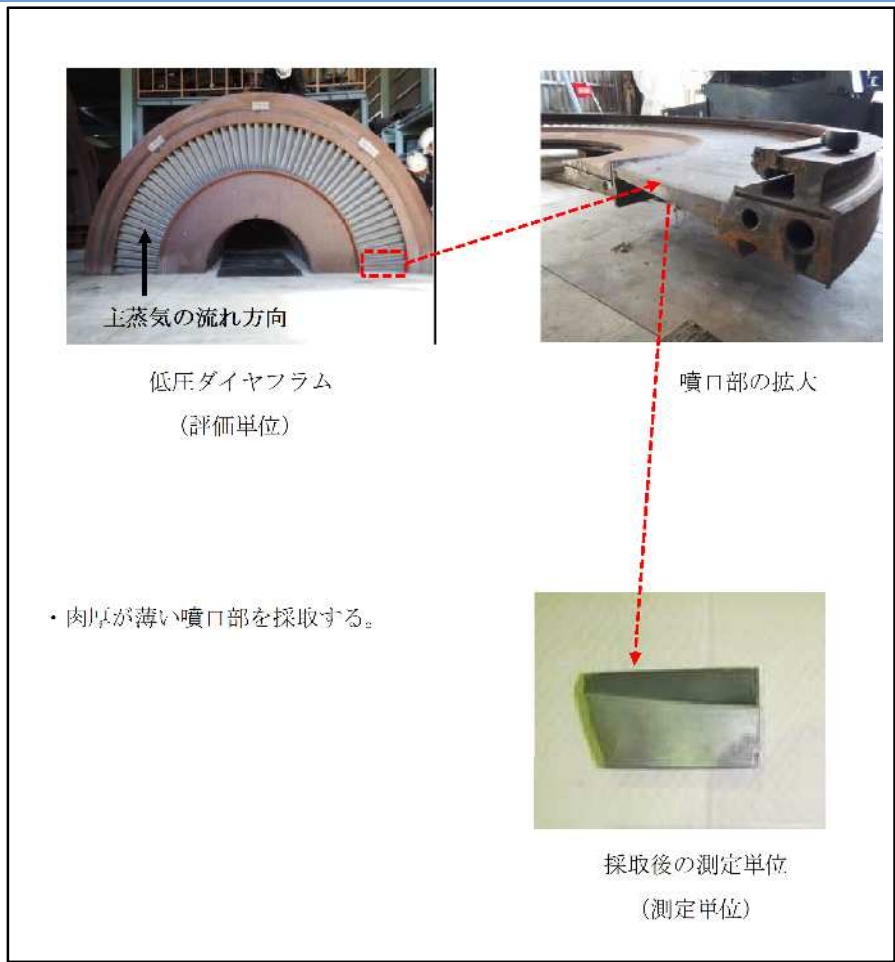 主蒸気の流れ方向
低圧ダイヤフラム
(評価単位)
噴口部の拡大
・肉厚が薄い噴口部を採取する。
採取後の測定単位
(測定単位)